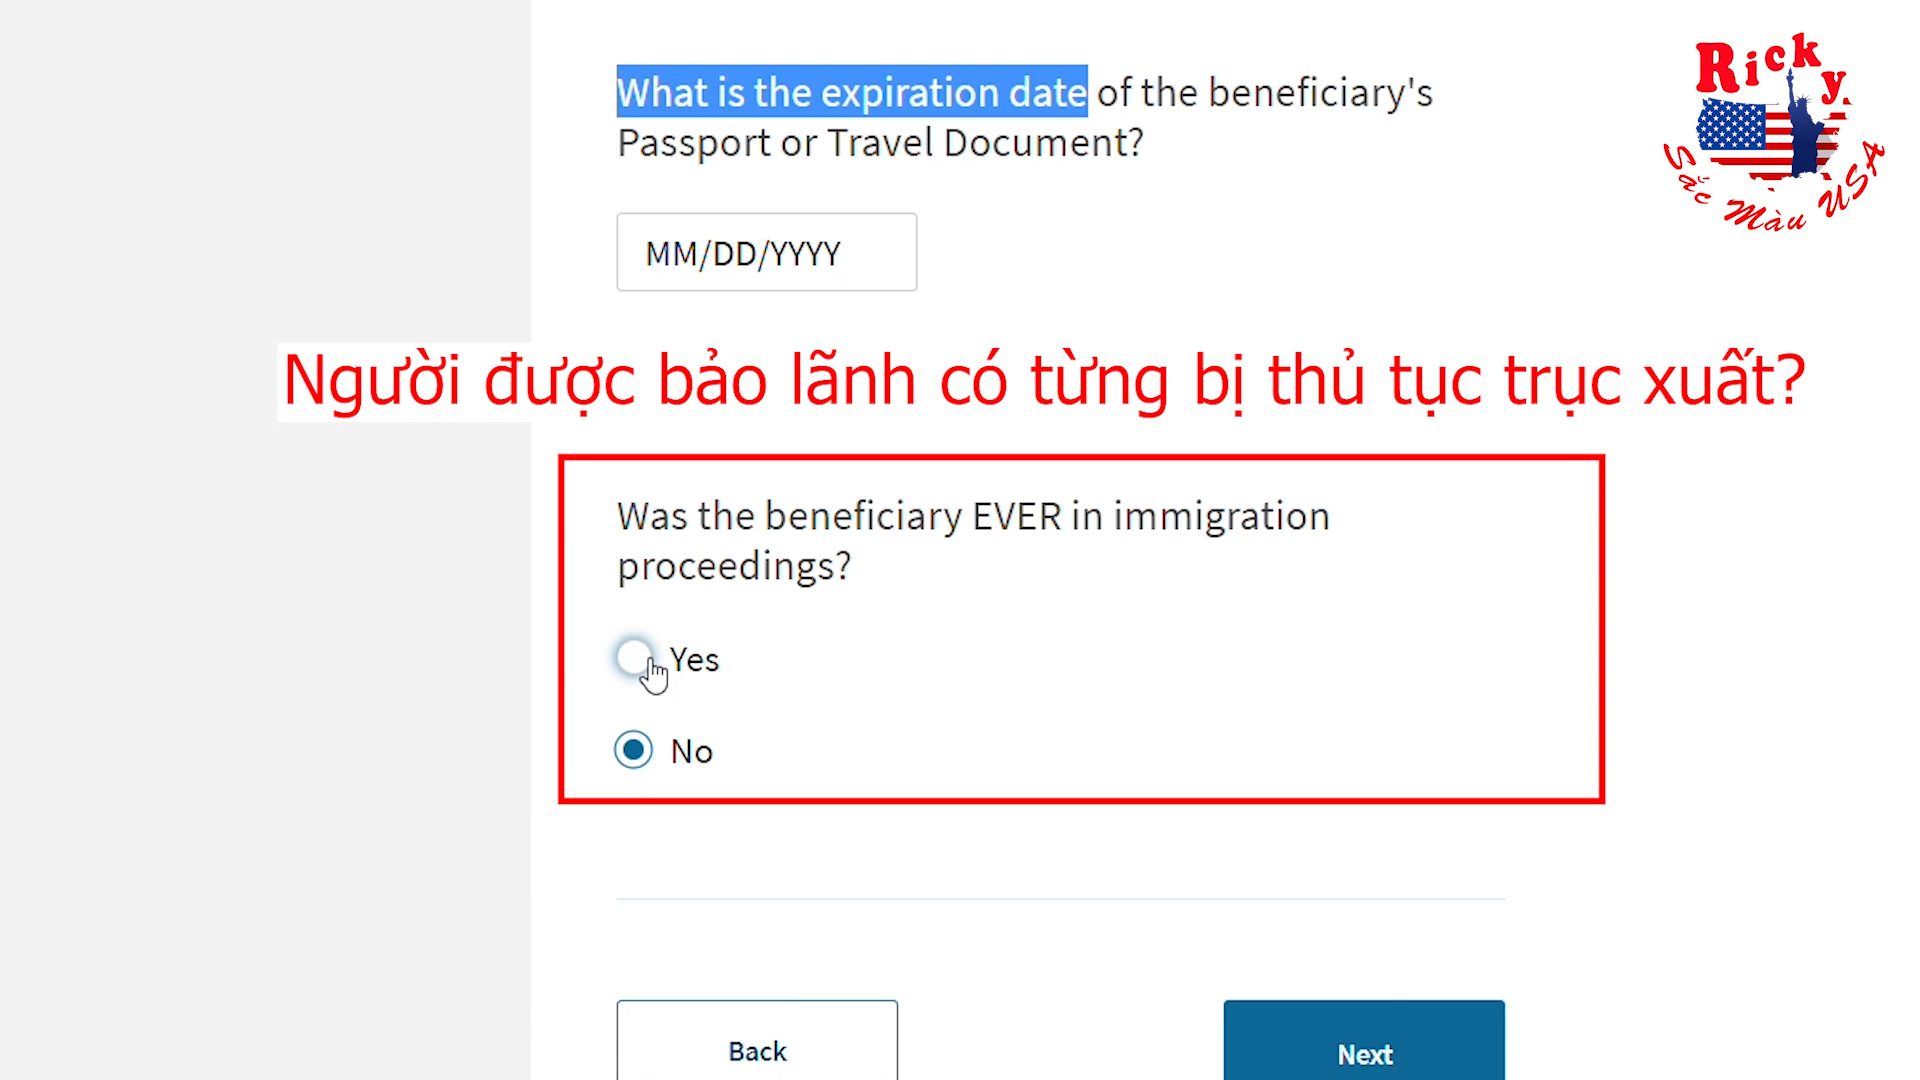 What is the expiration date of the beneficiary's
Passport or Travel Document?
Ricky
Sắc Màu USA
MM/DD/YYYY
Người được bảo lãnh có từng bị thủ tục trục xuất?
Was the beneficiary EVER in immigration
proceedings?
Yes
No
Back
Next